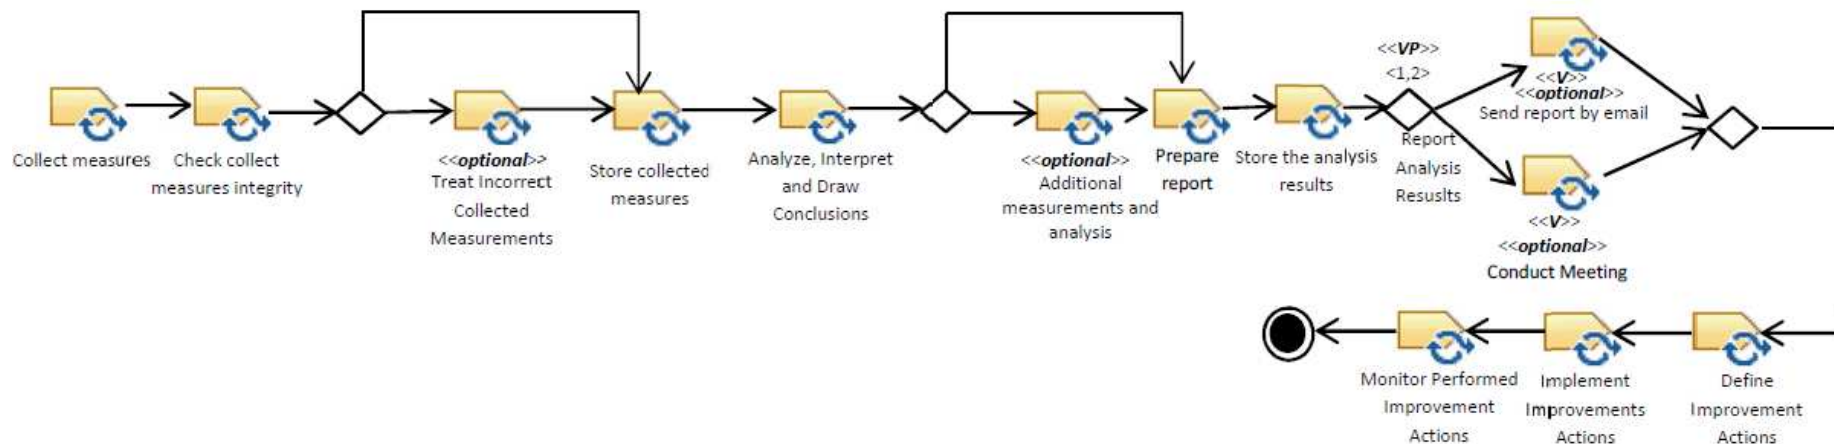 Collect measures
Check collect
measures integrity
<<optional>>
Treat Incorrect
Collected
Measurements
Store collected
measures
Analyze, Interpret
and Draw
Conclusions
<<optional>>
Additional
measurements and
analysis
Prepare
report
Store the analysis
results
<<VP>>
<1,2>
Report
Analysis
Resuslts
<<V>>
<<optional>>
Send report by email
<<V>>
<<optional>>
Conduct Meeting
Monitor Performed
Improvement
Actions
Implement
Improvements
Actions
Define
Improvement
Actions